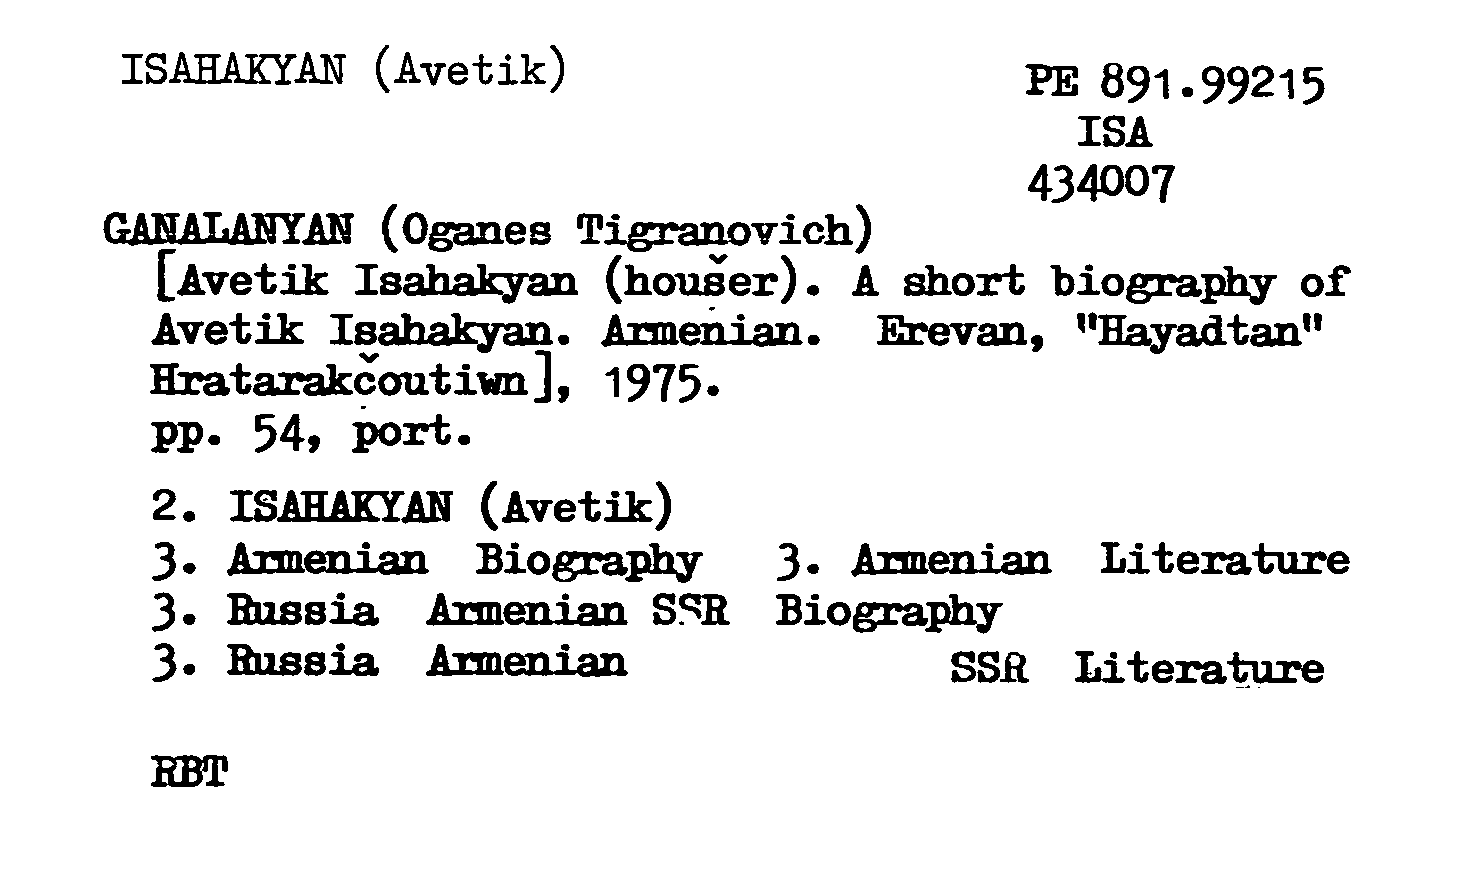 ISAHAKYAN (Avetik)
PE 891.99215
ISA
434007
GANALANYAN (Oganes Tigranovich)
[Avetik Isahakyan (houšer). A short biography of
Avetik Isahakyan. Armenian. Erevan, "Hayadtan"
Hratarakčoutiwn], 1975.
pp. 54, port.
2. ISAHAKYAN (Avetik)
3. Armenian Biography 3. Armenian Literature
3. Russia Armenian SSR Biography
3. Russia Armenian SSR Literature
RBT